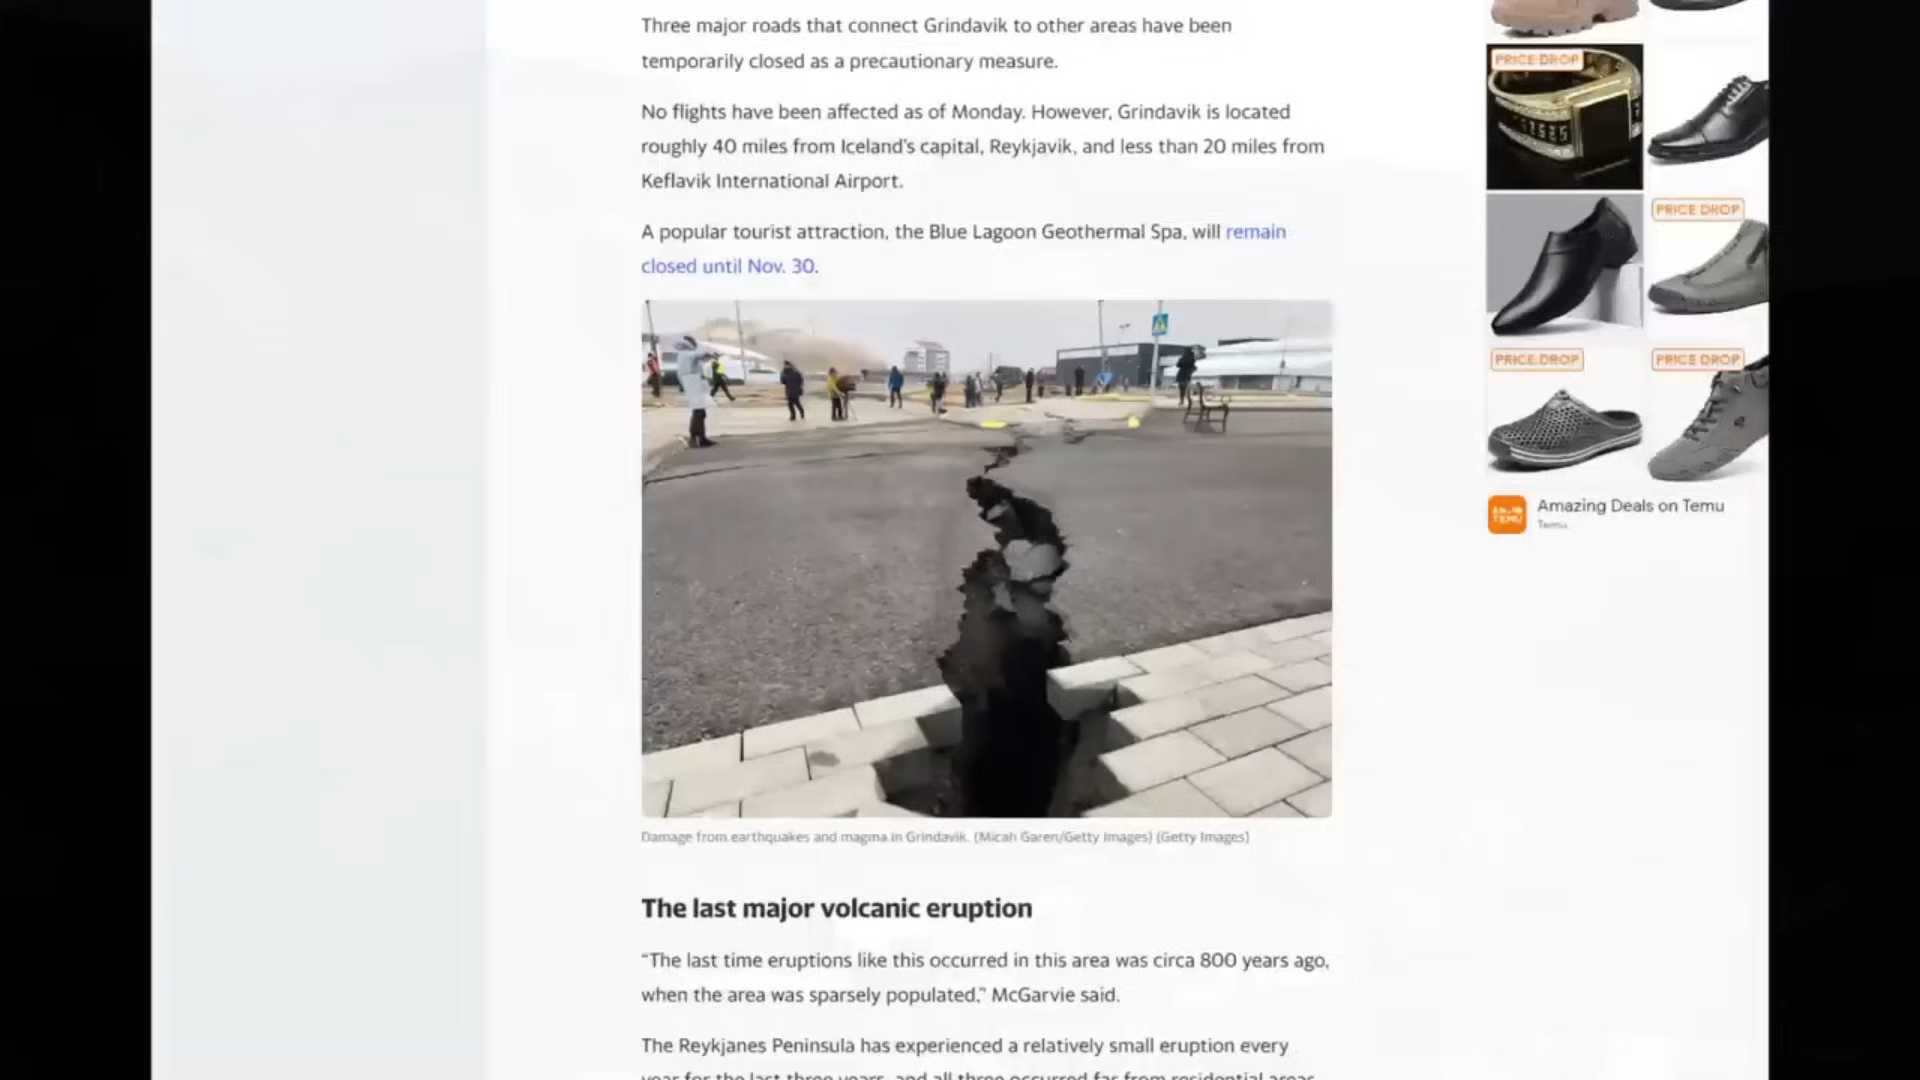 Three major roads that connect Grindavik to other areas have been
temporarily closed as a precautionary measure.
No flights have been affected as of Monday. However, Grindavik is located
roughly 40 miles from Iceland's capital, Reykjavik, and less than 20 miles from
Keflavik International Airport.
A popular tourist attraction, the Blue Lagoon Geothermal Spa, will remain
closed until Nov. 30.
Damage from earthquakes and magma in Grindavik. (Micah Garen/Getty Images) (Getty Images)
The last major volcanic eruption
“The last time eruptions like this occurred in this area was circa 800 years ago,
when the area was sparsely populated,” McGarvie said.
The Reykjanes Peninsula has experienced a relatively small eruption every
year for the last three years, and all three occurred far from residential areas
PRICE DROP
PRICE DROP
PRICE DROP
PRICE DROP
TEMU
Amazing Deals on Temu
Temu